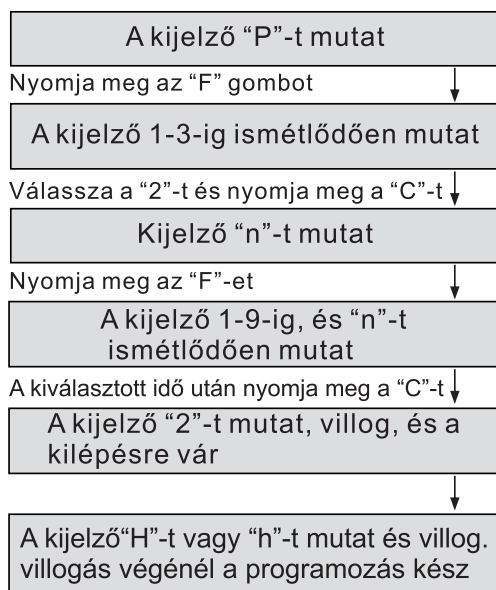 A kijelző “P”-t mutat
Nyomja meg az “F” gombot
A kijelző 1-3-ig ismétlődően mutat
Válassza a “2”-t és nyomja meg a “C”-t
Kijelző “n”-t mutat
Nyomja meg az “F”-et
A kijelző 1-9-ig, és “n”-t
ismétlődően mutat
A kiválasztott idő után nyomja meg a “C”-t
A kijelző “2”-t mutat, villog, és a
kilépésre vár
A kijelző“H”-t vagy “h”-t mutat és villog.
villogás végénél a programozás kész